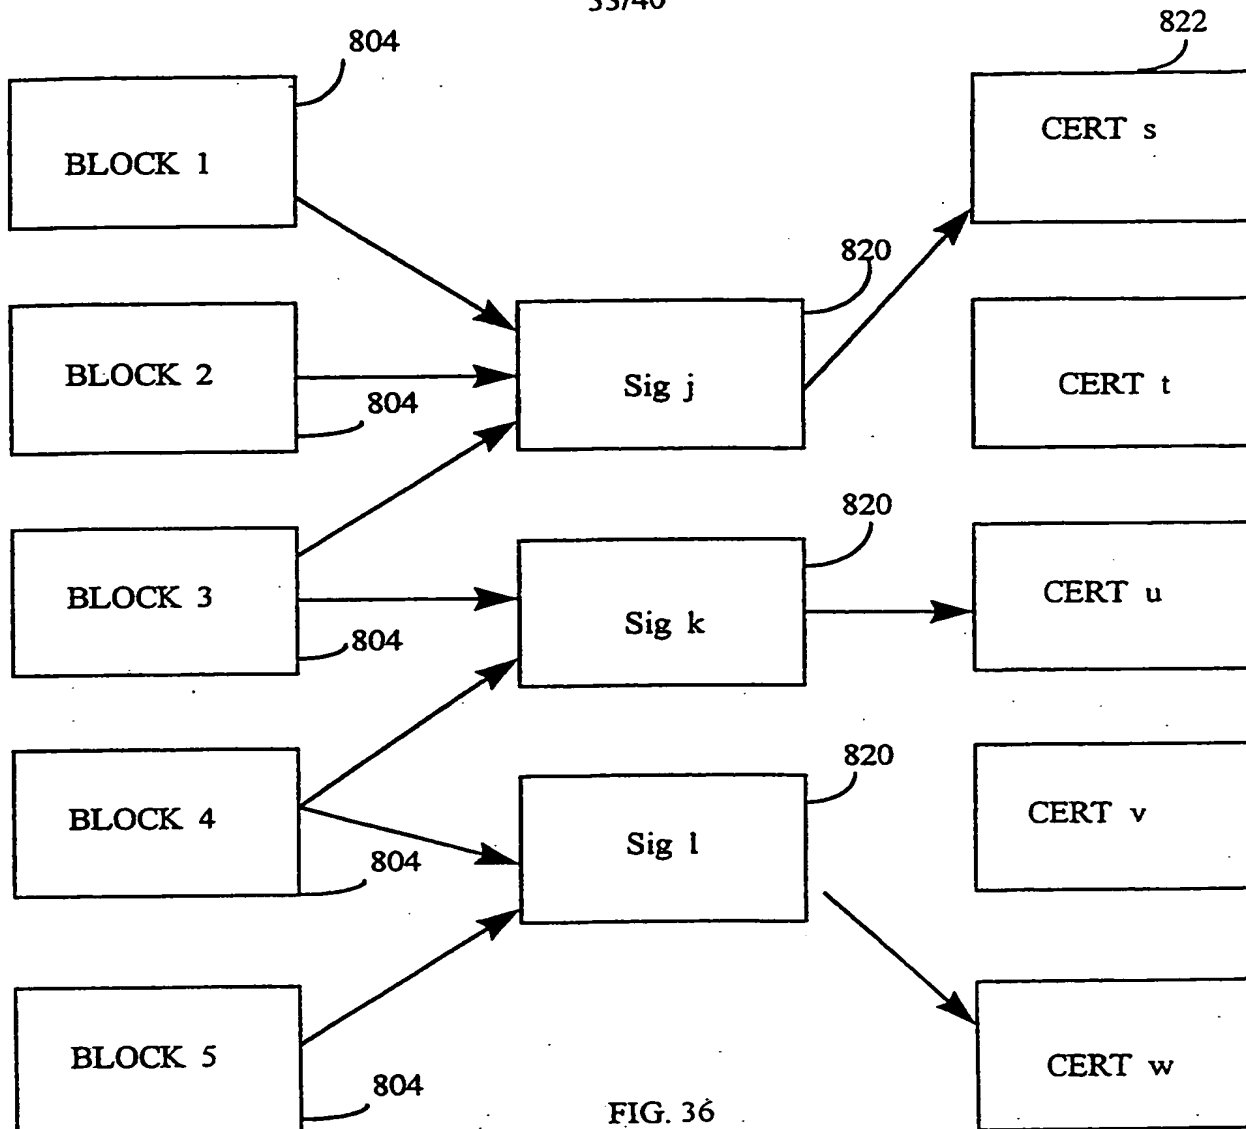 33/40
804
822
BLOCK 1
CERT s
820
BLOCK 2
804
Sig j
CERT t
820
BLOCK 3
804
Sig k
CERT u
820
BLOCK 4
804
Sig l
CERT v
BLOCK 5
804
CERT w
FIG. 36